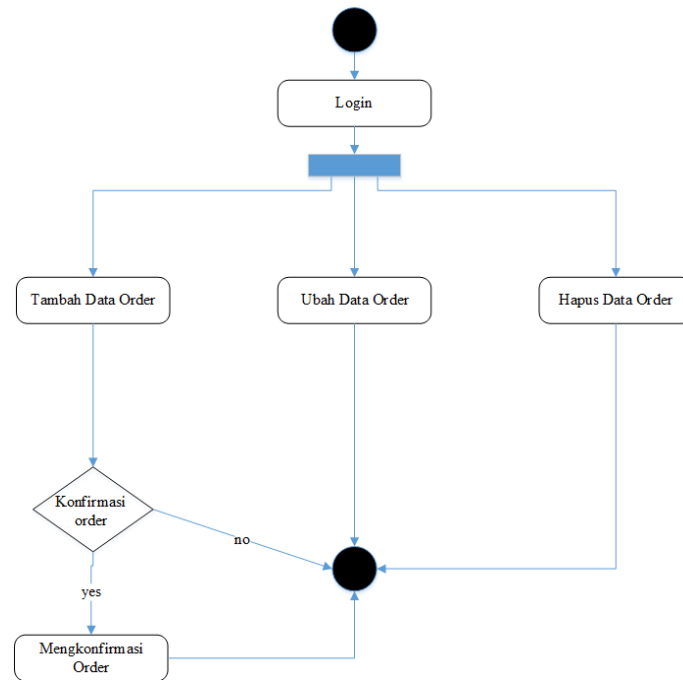 Login
Tambah Data Order
Ubah Data Order
Hapus Data Order
Konfirmasi
order
no
yes
Mengkonfirmasi
Order